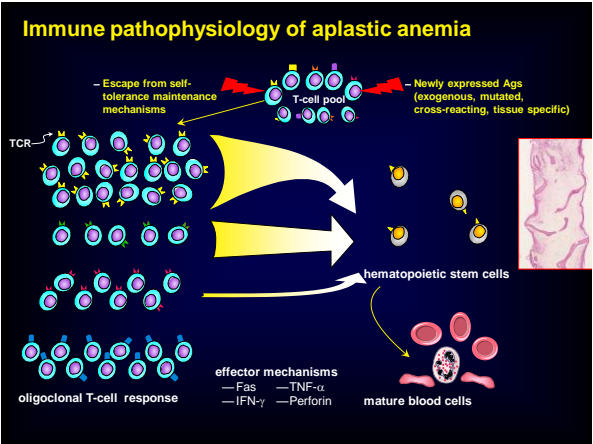 Immune pathophysiology of aplastic anemia
– Escape from self-
tolerance maintenance
mechanisms
T-cell pool
– Newly expressed Ags
(exogenous, mutated,
cross-reacting, tissue specific)
TCR
hematopoietic stem cells
effector mechanisms
— Fas — TNF-α
— IFN-γ — Perforin
oligoclonal T-cell response
mature blood cells